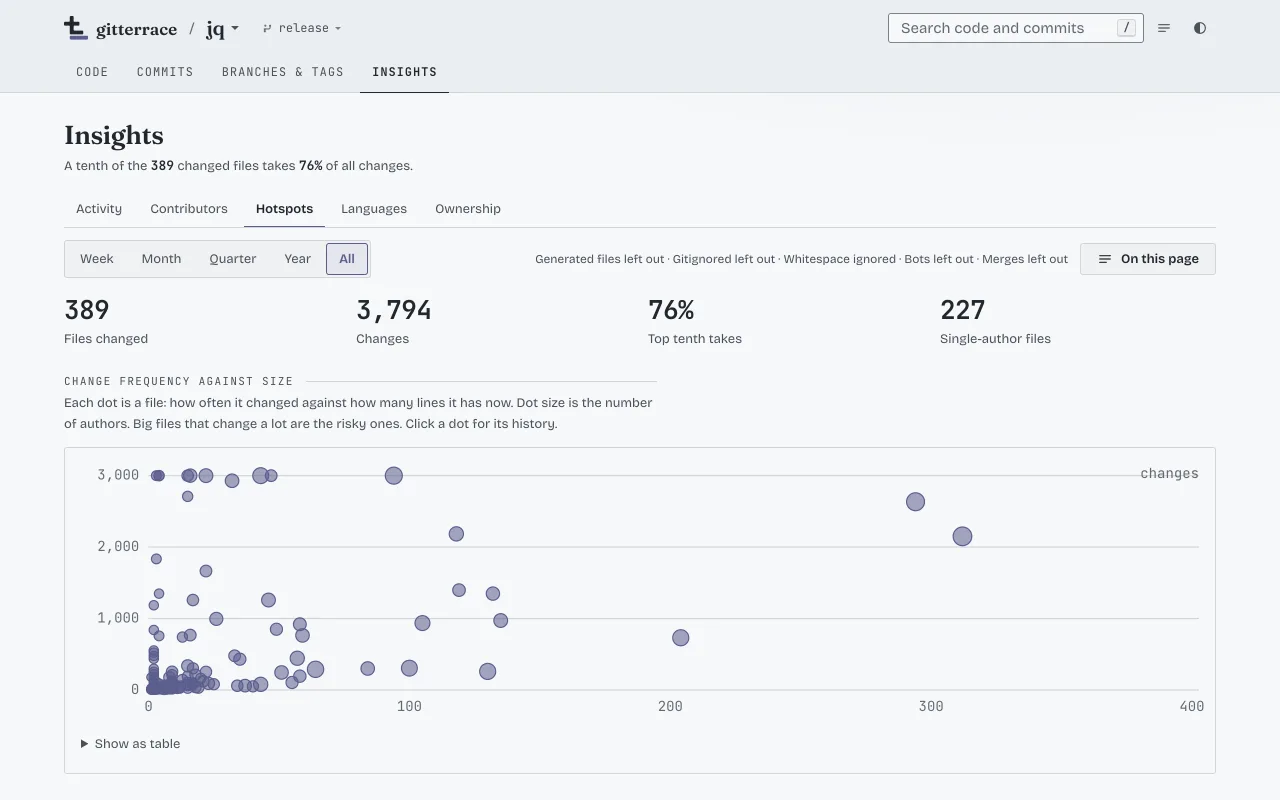 gitterrace / jq release Search code and commits /
CODE COMMITS BRANCHES & TAGS INSIGHTS
Insights
A tenth of the 389 changed files takes 76% of all changes.
Activity Contributors Hotspots Languages Ownership
Week Month Quarter Year All Generated files left out · Gitignored left out · Whitespace ignored · Bots left out · Merges left out On this page
389 3,794 76% 227
Files changed Changes Top tenth takes Single-author files
CHANGE FREQUENCY AGAINST SIZE
Each dot is a file: how often it changed against how many lines it has now. Dot size is the number
of authors. Big files that change a lot are the risky ones. Click a dot for its history.
3,000 changes
2,000
1,000
0
0 100 200 300 400
Show as table